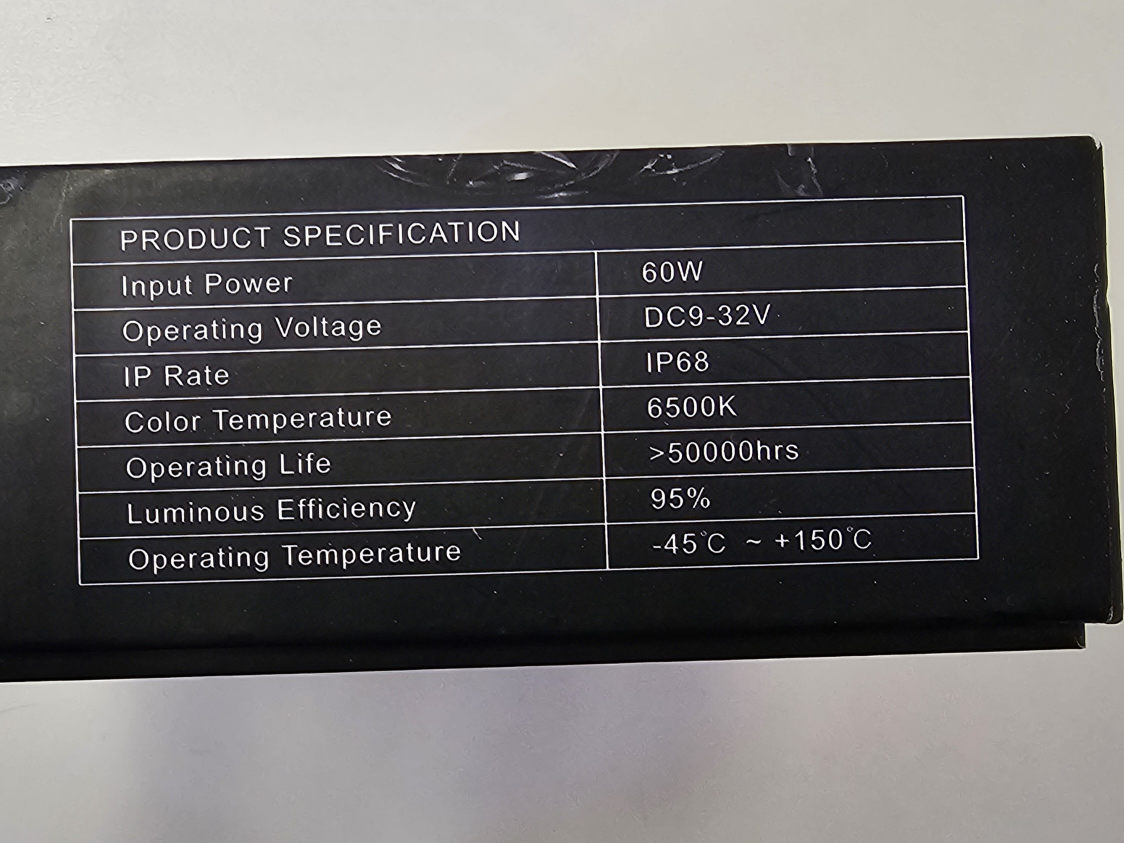 PRODUCT SPECIFICATION
Input Power 60W
Operating Voltage DC9-32V
IP Rate IP68
Color Temperature 6500K
Operating Life >50000hrs
Luminous Efficiency 95%
Operating Temperature -45°C ~ +150°C